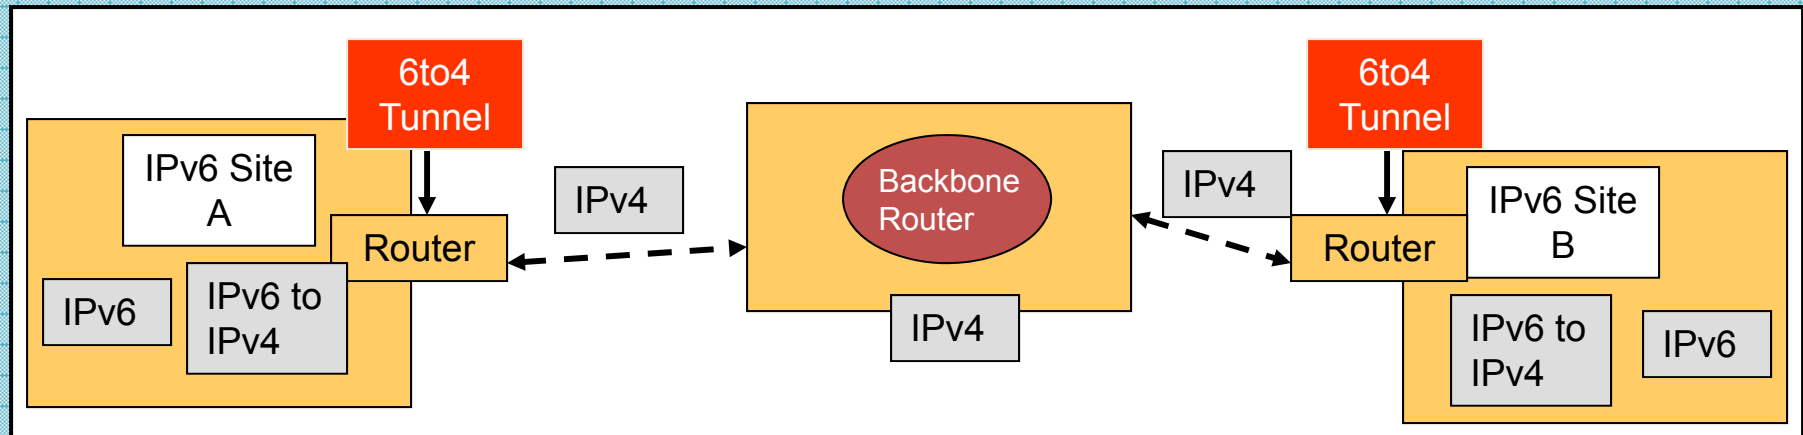 6to4
Tunnel
IPv6 Site
A
Router
IPv6
IPv6 to
IPv4
IPv4
Backbone
Router
IPv4
IPv4
6to4
Tunnel
Router
IPv6 Site
B
IPv6 to
IPv4
IPv6